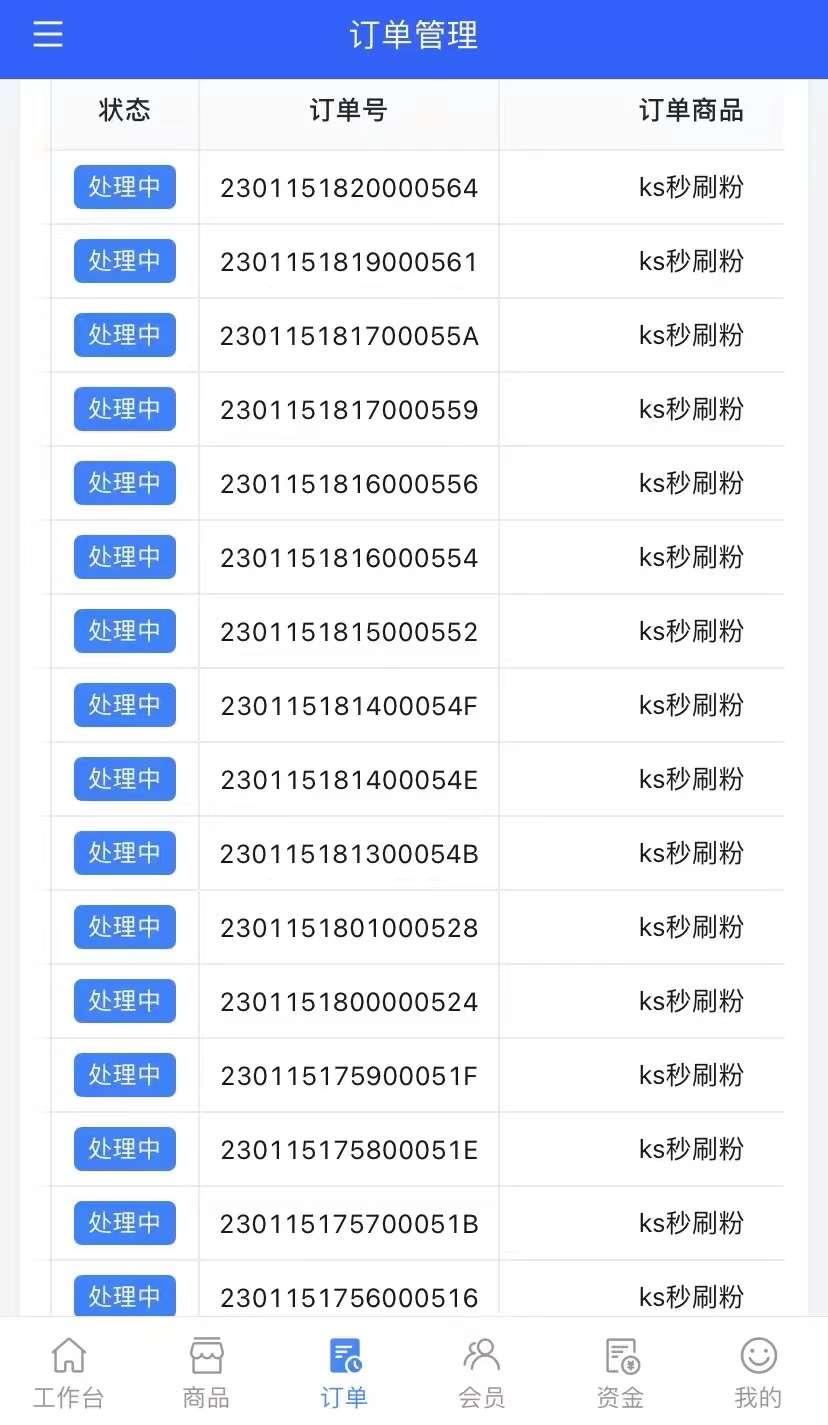 订单管理
状态 订单号 订单商品
处理中 2301151820000564 ks秒刷粉
处理中 2301151819000561 ks秒刷粉
处理中 230115181700055A ks秒刷粉
处理中 2301151817000559 ks秒刷粉
处理中 2301151816000556 ks秒刷粉
处理中 2301151816000554 ks秒刷粉
处理中 2301151815000552 ks秒刷粉
处理中 230115181400054F ks秒刷粉
处理中 230115181400054E ks秒刷粉
处理中 230115181300054B ks秒刷粉
处理中 2301151801000528 ks秒刷粉
处理中 2301151800000524 ks秒刷粉
处理中 230115175900051F ks秒刷粉
处理中 230115175800051E ks秒刷粉
处理中 230115175700051B ks秒刷粉
处理中 2301151756000516 ks秒刷粉
工作台 商品 订单 会员 资金 我的